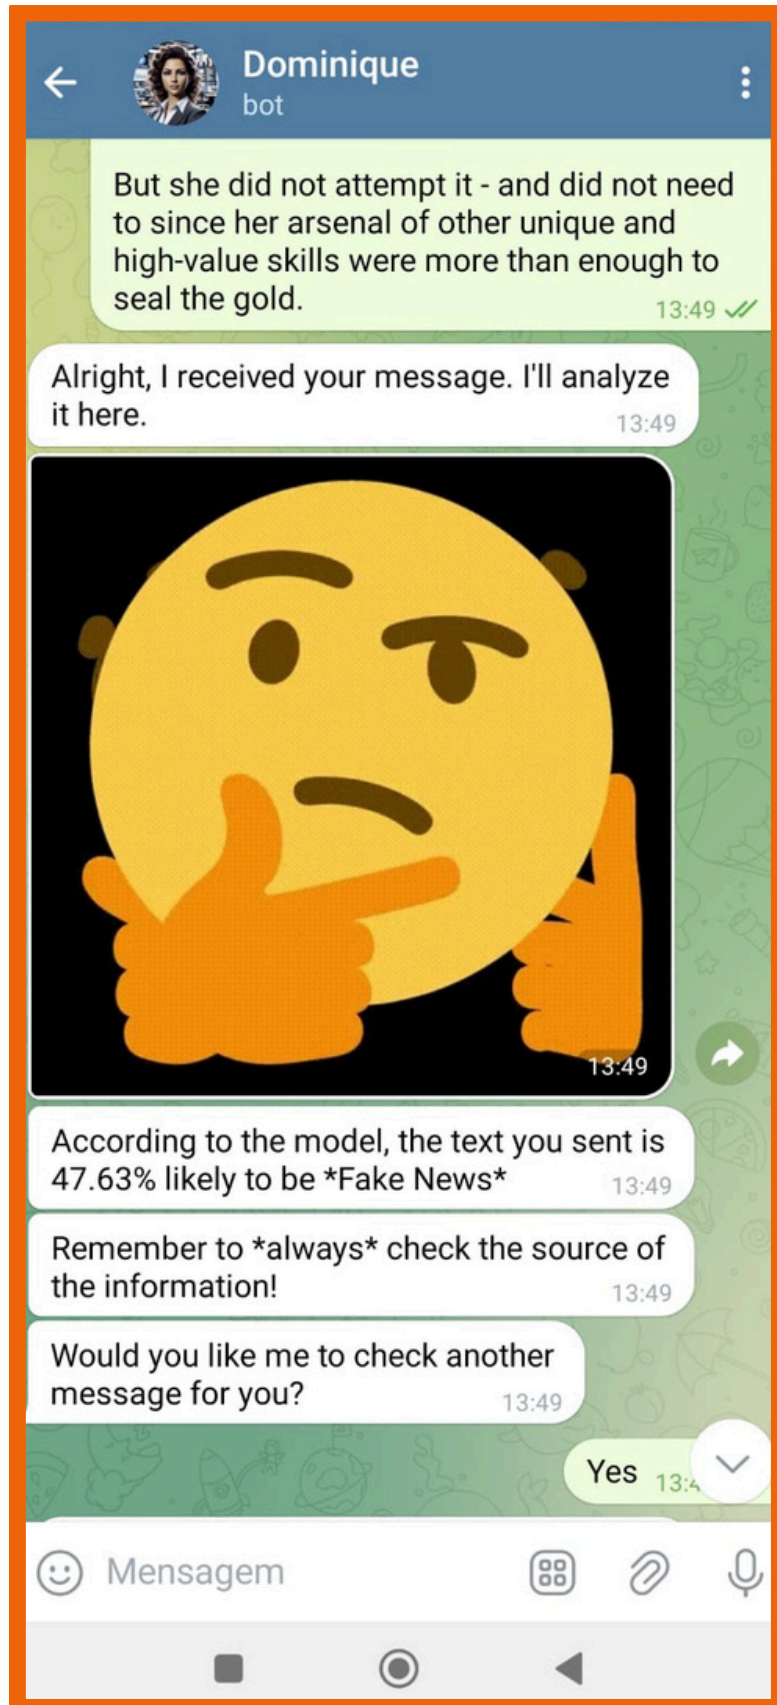 Dominique
bot
But she did not attempt it - and did not need
to since her arsenal of other unique and
high-value skills were more than enough to
seal the gold.
13:49
Alright, I received your message. I'll analyze
it here.
13:49
13:49
According to the model, the text you sent is
47.63% likely to be *Fake News*
13:49
Remember to *always* check the source of
the information!
13:49
Would you like me to check another
message for you?
13:49
Yes
Mensagem